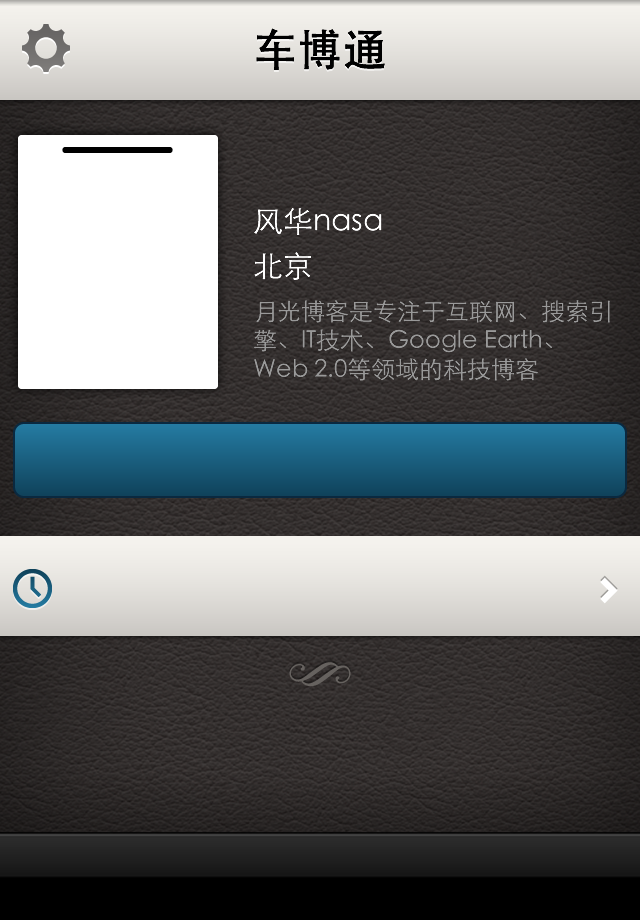 车博通
风华nasa
北京
月光博客是专注于互联网、搜索引
擎、IT技术、Google Earth、
Web 2.0等领域的科技博客